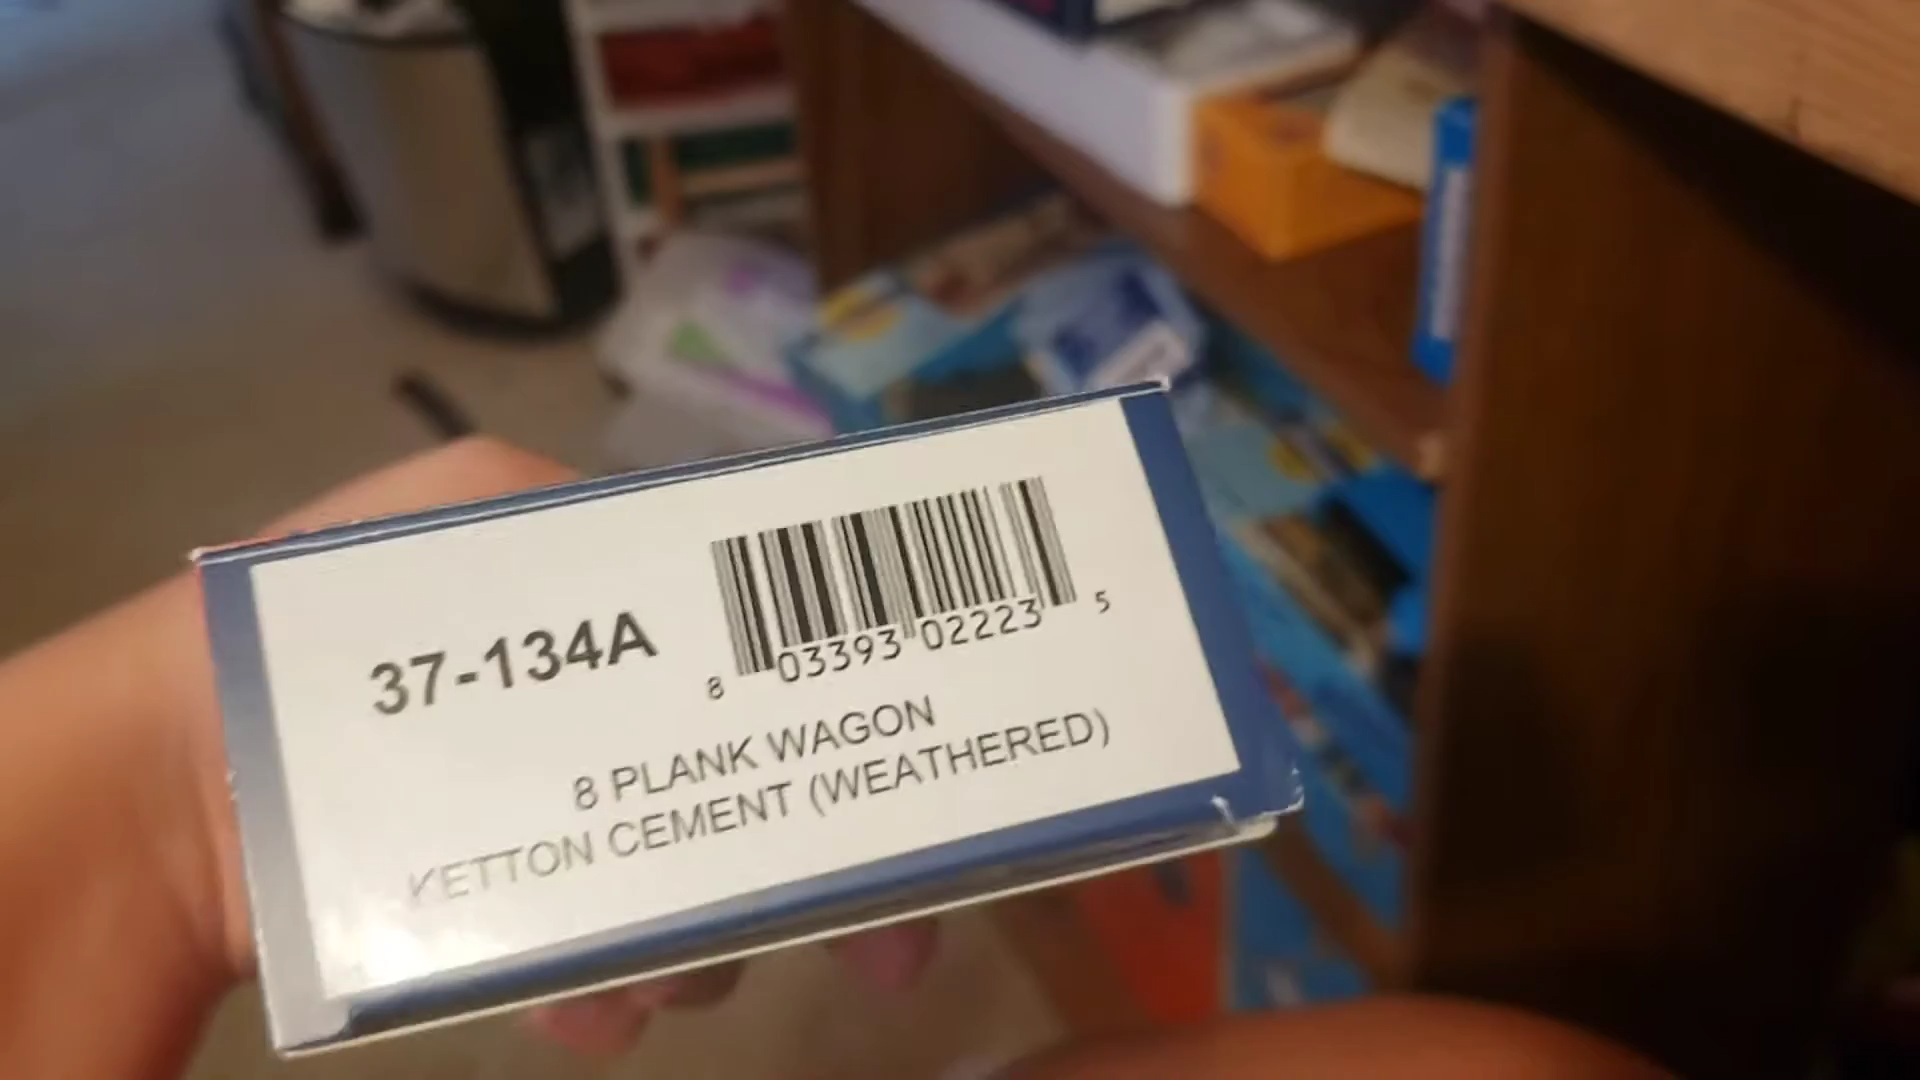 37-134A
8 03393 02223 5
8 PLANK WAGON
KETTON CEMENT (WEATHERED)